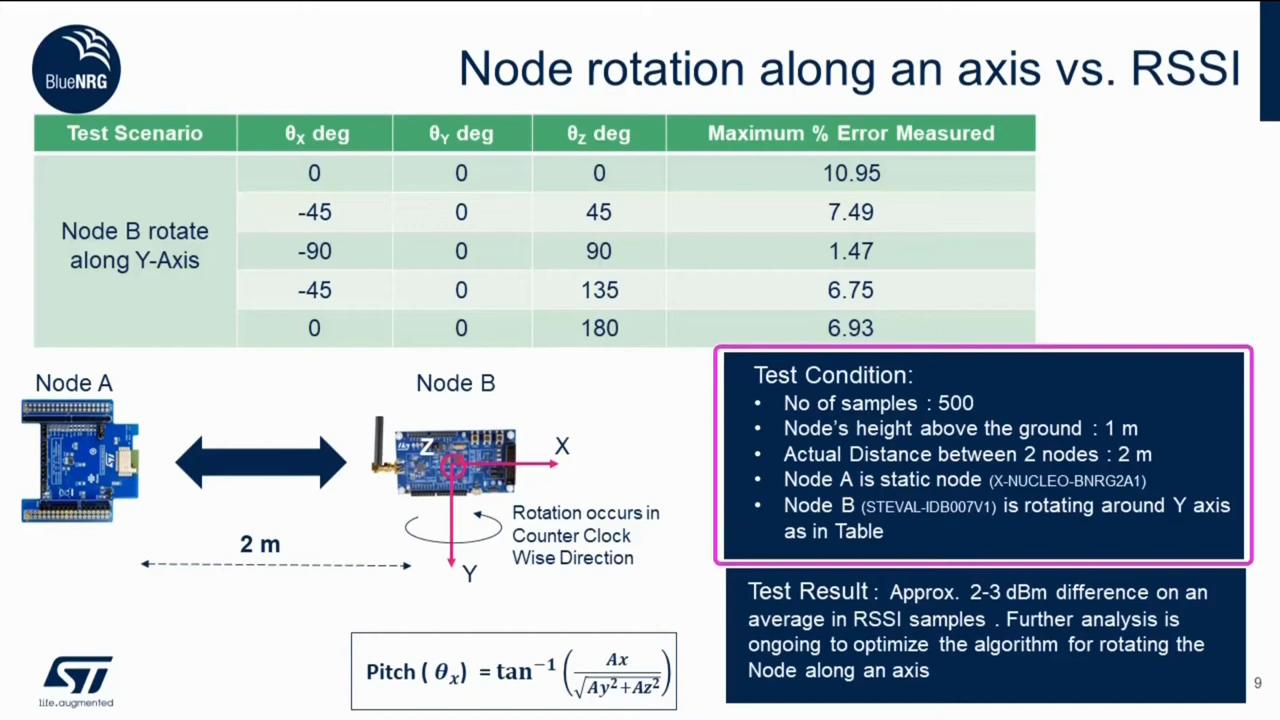 BlueNRG
Node rotation along an axis vs. RSSI
Test Scenario θX deg θY deg θZ deg Maximum % Error Measured
Node B rotate
along Y-Axis
0 0 0 10.95
-45 0 45 7.49
-90 0 90 1.47
-45 0 135 6.75
0 0 180 6.93
Node A
Node B
Z
X
Y
2 m
Rotation occurs in
Counter Clock
Wise Direction
Test Condition:
• No of samples : 500
• Node's height above the ground : 1 m
• Actual Distance between 2 nodes : 2 m
• Node A is static node (X-NUCLEO-BNRG2A1)
• Node B (STEVAL-IDB007V1) is rotating around Y axis
as in Table
Test Result : Approx. 2-3 dBm difference on an
average in RSSI samples . Further analysis is
ongoing to optimize the algorithm for rotating the
Node along an axis
Pitch ( θx) = tan⁻¹ (Ax / √Ay²+Az²)
ST
life.augmented
9